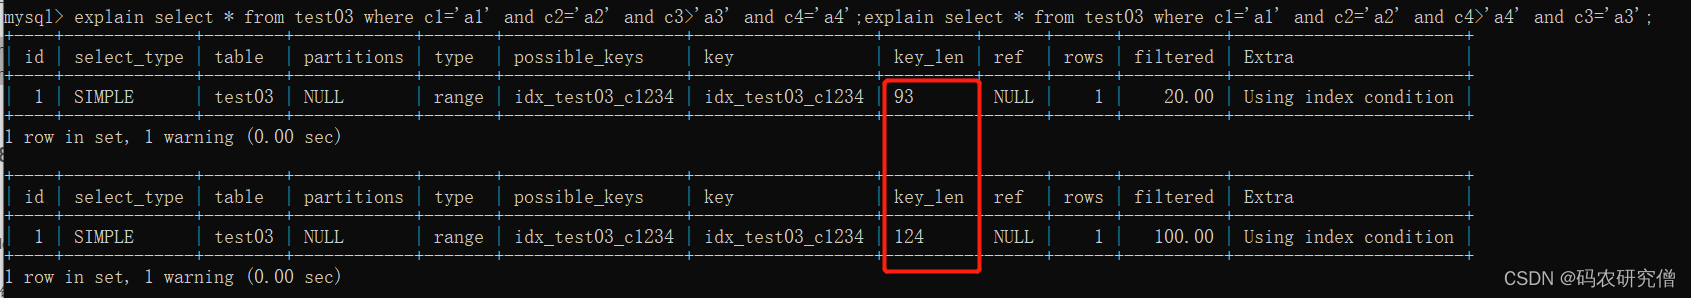 mysql> explain select * from test03 where c1='a1' and c2='a2' and c3>'a3' and c4='a4';explain select * from test03 where c1='a1' and c2='a2' and c4>'a4' and c3='a3';
| id | select_type | table | partitions | type | possible_keys | key | key_len | ref | rows | filtered | Extra |
| 1 | SIMPLE | test03 | NULL | range | idx_test03_c1234 | idx_test03_c1234 | 93 | NULL | 1 | 20.00 | Using index condition |
1 row in set, 1 warning (0.00 sec)
| id | select_type | table | partitions | type | possible_keys | key | key_len | ref | rows | filtered | Extra |
| 1 | SIMPLE | test03 | NULL | range | idx_test03_c1234 | idx_test03_c1234 | 124 | NULL | 1 | 100.00 | Using index condition |
1 row in set, 1 warning (0.00 sec)
CSDN @码农研究僧